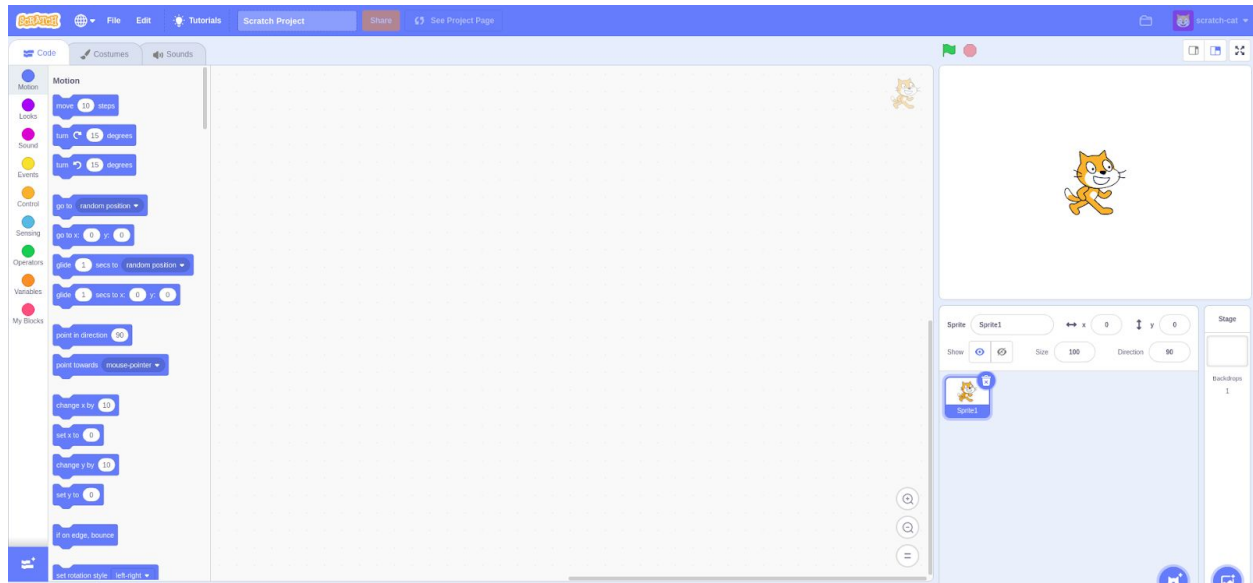 SCRATCH File Edit Tutorials Scratch Project Share See Project Page scratch-cat
Code Costumes Sounds
Motion
Looks
Sound
Events
Control
Sensing
Operators
Variables
My Blocks
Motion
move 10 steps
turn 15 degrees
turn 15 degrees
go to random position
go to x: 0 y: 0
glide 1 secs to random position
glide 1 secs to x: 0 y: 0
point in direction 90
point towards mouse-pointer
change x by 10
set x to 0
change y by 10
set y to 0
if on edge, bounce
set rotation style left-right
Sprite Sprite1 x 0 y 0
Show Size 100 Direction 90
Sprite1
Stage
Backdrops
1